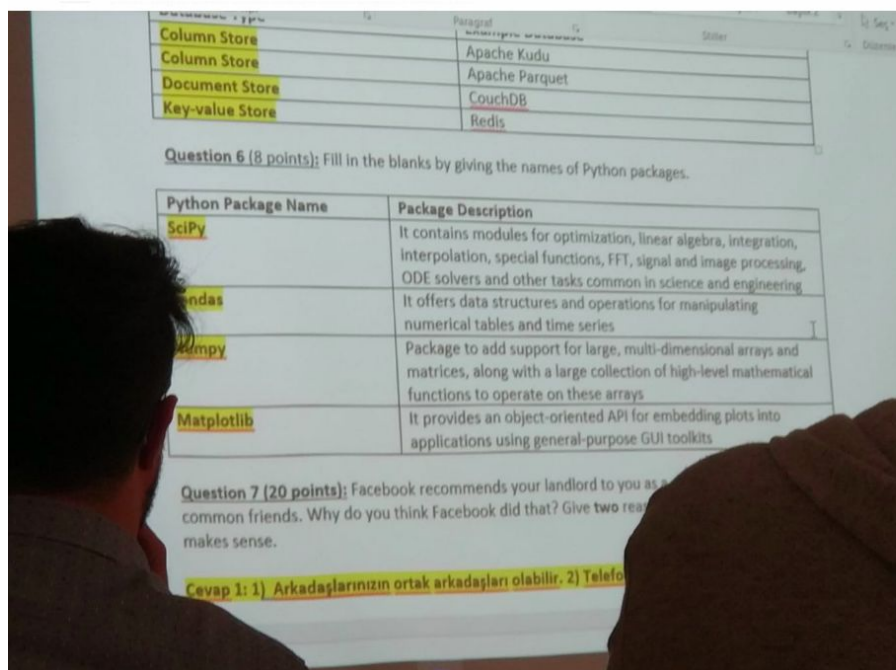 Paragraf
Stiller
Column Store
Column Store Apache Kudu
Document Store Apache Parquet
Key-value Store CouchDB
Redis
Question 6 (8 points): Fill in the blanks by giving the names of Python packages.
Python Package Name Package Description
SciPy It contains modules for optimization, linear algebra, integration,
interpolation, special functions, FFT, signal and image processing,
ODE solvers and other tasks common in science and engineering
ndas It offers data structures and operations for manipulating
numerical tables and time series
mpy Package to add support for large, multi-dimensional arrays and
matrices, along with a large collection of high-level mathematical
functions to operate on these arrays
Matplotlib It provides an object-oriented API for embedding plots into
applications using general-purpose GUI toolkits
Question 7 (20 points): Facebook recommends your landlord to you as
common friends. Why do you think Facebook did that? Give two rea
makes sense.
Cevap 1: 1) Arkadaşlarınızın ortak arkadaşları olabilir. 2) Telefo